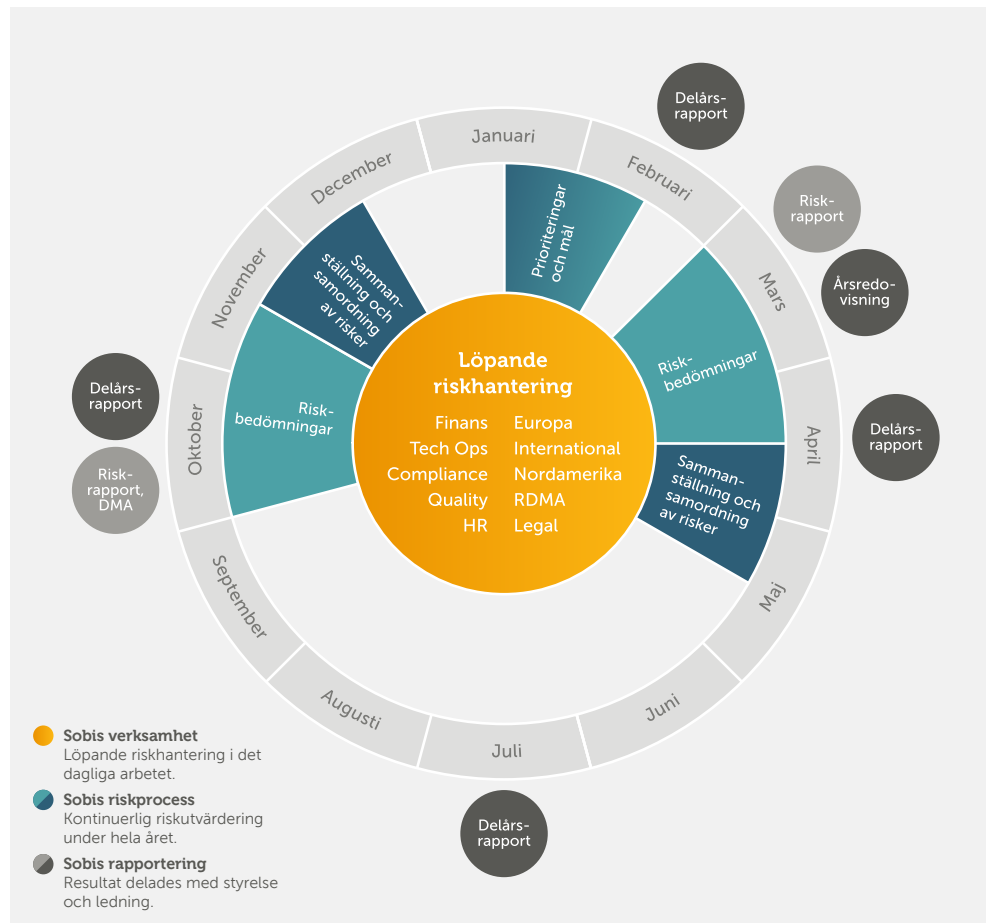 Delårs-
rapport
Januari
Februari
December
Risk-
rapport
Prioriteringar
och mål
Samman-
ställning och
samordning
av risker
Mars
Årsredo-
visning
November
Löpande
riskhantering
Risk-
bedömningar
Delårs-
rapport
Risk-
bedömningar
Finans Europa
Tech Ops International
Compliance Nordamerika
Quality RDMA
HR Legal
Oktober
April
Delårs-
rapport
Risk-
rapport,
DMA
Samman-
ställning och
samordning
av risker
September
Maj
Augusti
Juni
Juli
Delårs-
rapport
Sobis verksamhet
Löpande riskhantering i det
dagliga arbetet.
Sobis riskprocess
Kontinuerlig riskutvärdering
under hela året.
Sobis rapportering
Resultat delades med styrelse
och ledning.